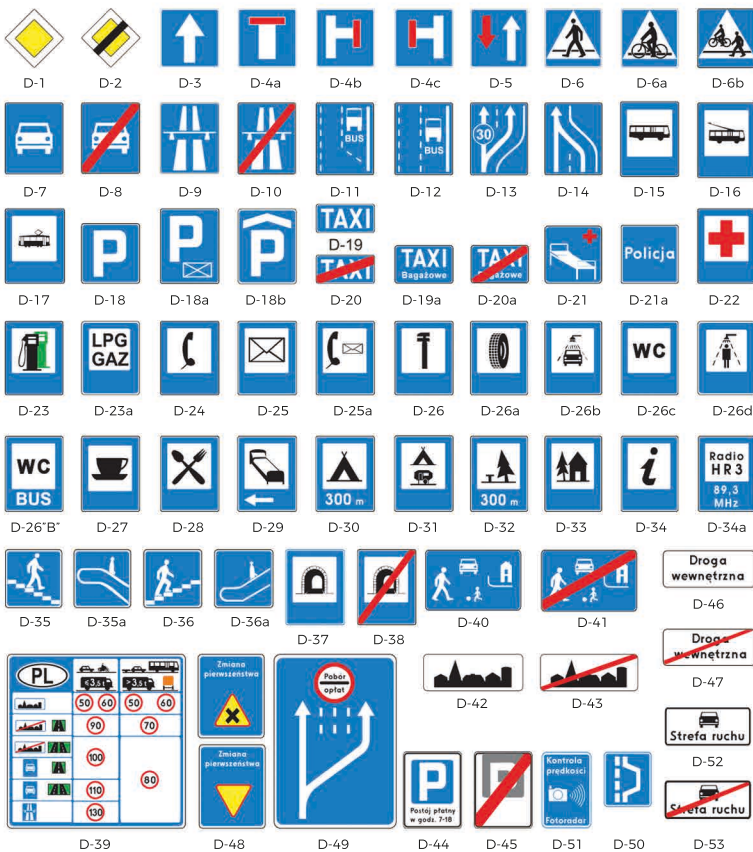 D-1
D-2
D-3
D-4a
D-4b
D-4c
D-5
D-6
D-6a
D-6b
BUS
BUS
30
D-7
D-8
D-9
D-10
D-11
D-12
D-13
D-14
D-15
D-16
TAXI
D-19
P
P
P
TAXI
TAXI
Bagażowe
TAXI
Bagażowe
Policja
D-17
D-18
D-18a
D-18b
D-20
D-19a
D-20a
D-21
D-21a
D-22
LPG
GAZ
WC
D-23
D-23a
D-24
D-25
D-25a
D-26
D-26a
D-26b
D-26c
D-26d
WC
BUS
300 m
300 m
i
Radio
HR3
89,3
MHz
D-26"B"
D-27
D-28
D-29
D-30
D-31
D-32
D-33
D-34
D-34a
Droga
wewnętrzna
D-46
D-35
D-35a
D-36
D-36a
D-37
D-38
D-40
D-41
Droga
wewnętrzna
D-47
PL
≤3,5t
>3,5t
50
60
50
60
90
70
100
80
110
130
Zmiana
pierwszeństwa
Zmiana
pierwszeństwa
Pobór
opłat
D-42
D-43
Strefa ruchu
D-52
P
Postój płatny
w godz. 7-18
P
Kontrola
prędkości
Fotoradar
Strefa ruchu
D-39
D-48
D-49
D-44
D-45
D-51
D-50
D-53